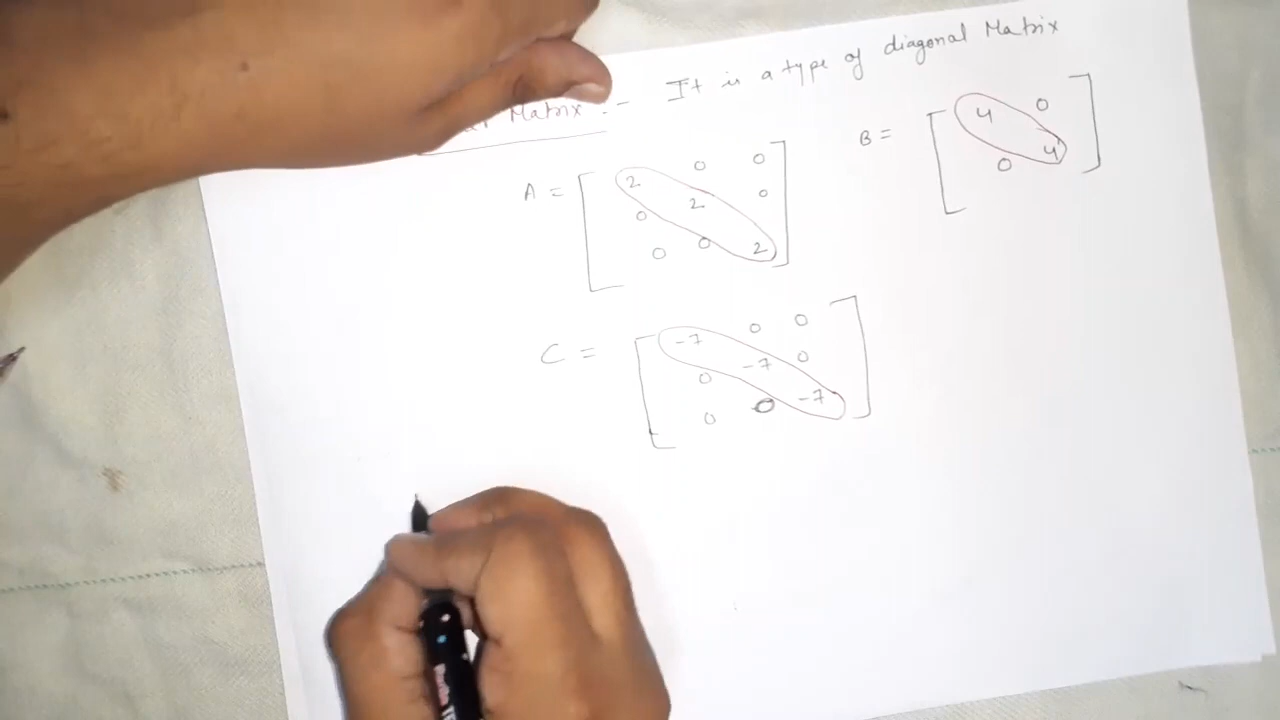 Matrix :- It is a type of diagonal Matrix
A = [ 2 0 0
0 2 0
0 0 2 ]
B = [ 4 0
0 4 ]
C = [ -7 0 0
0 -7 0
0 0 -7 ]